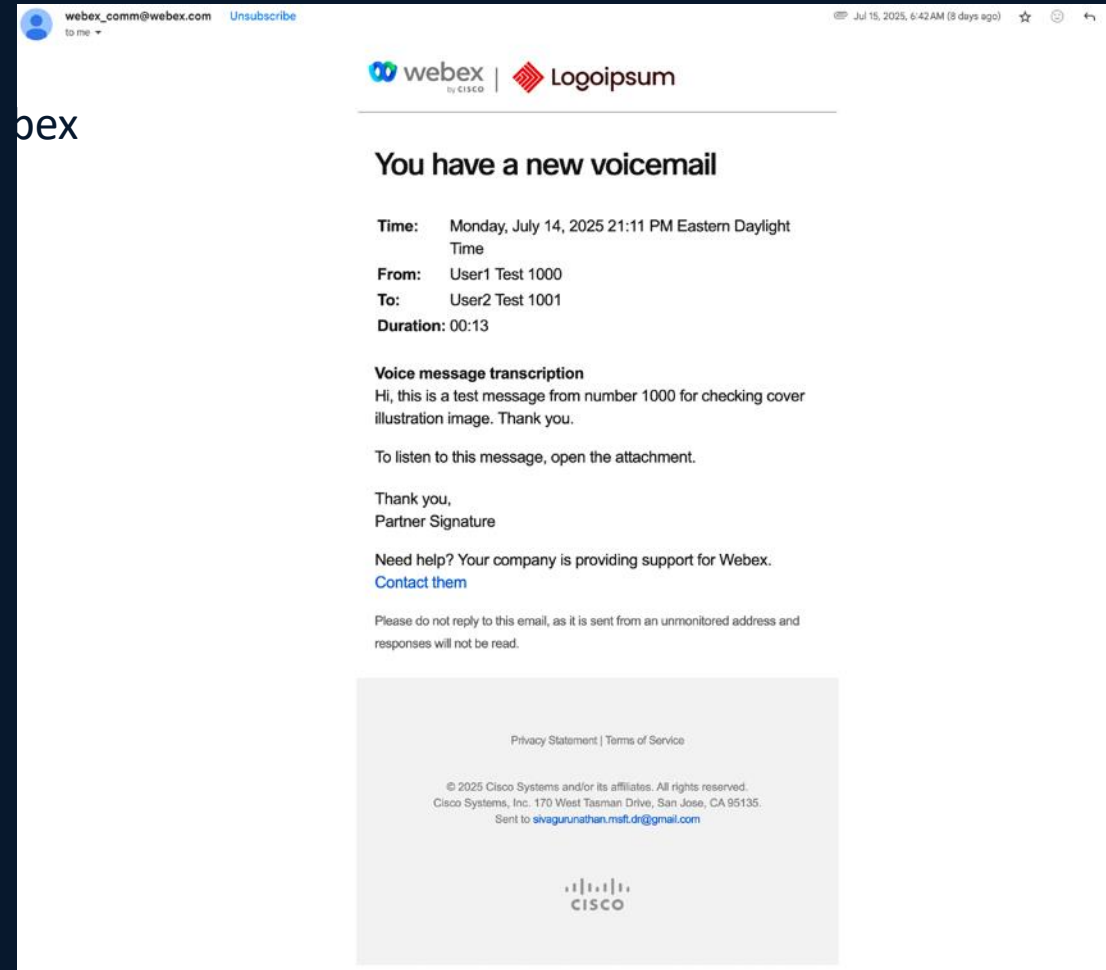 webex_comm@webex.com Unsubscribe
Jul 15, 2025, 6:42 AM (8 days ago)
to me
webex by CISCO | Logoipsum
bex
You have a new voicemail
Time: Monday, July 14, 2025 21:11 PM Eastern Daylight
Time
From: User1 Test 1000
To: User2 Test 1001
Duration: 00:13
Voice message transcription
Hi, this is a test message from number 1000 for checking cover
illustration image. Thank you.
To listen to this message, open the attachment.
Thank you,
Partner Signature
Need help? Your company is providing support for Webex.
Contact them
Please do not reply to this email, as it is sent from an unmonitored address and
responses will not be read.
Privacy Statement | Terms of Service
© 2025 Cisco Systems and/or its affiliates. All rights reserved.
Cisco Systems, Inc. 170 West Tasman Drive, San Jose, CA 95135.
Sent to sivagurunathan.msft.dr@gmail.com
CISCO